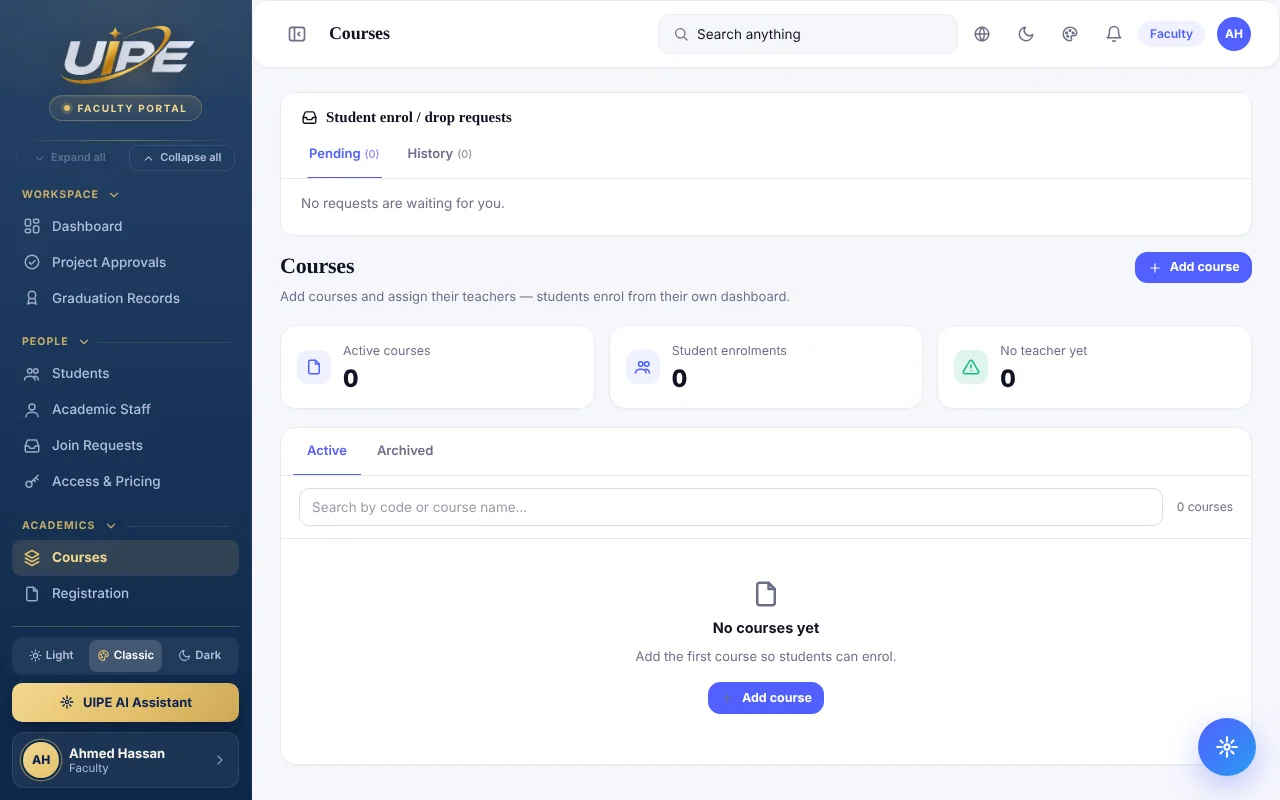 UIPE
FACULTY PORTAL
Expand all
Collapse all
WORKSPACE
Dashboard
Project Approvals
Graduation Records
PEOPLE
Students
Academic Staff
Join Requests
Access & Pricing
ACADEMICS
Courses
Registration
Light
Classic
Dark
UIPE AI Assistant
AH
Ahmed Hassan
Faculty
Courses
Search anything
Faculty
AH
Student enrol / drop requests
Pending (0)
History (0)
No requests are waiting for you.
Courses
Add course
Add courses and assign their teachers — students enrol from their own dashboard.
Active courses
0
Student enrolments
0
No teacher yet
0
Active
Archived
Search by code or course name...
0 courses
No courses yet
Add the first course so students can enrol.
Add course